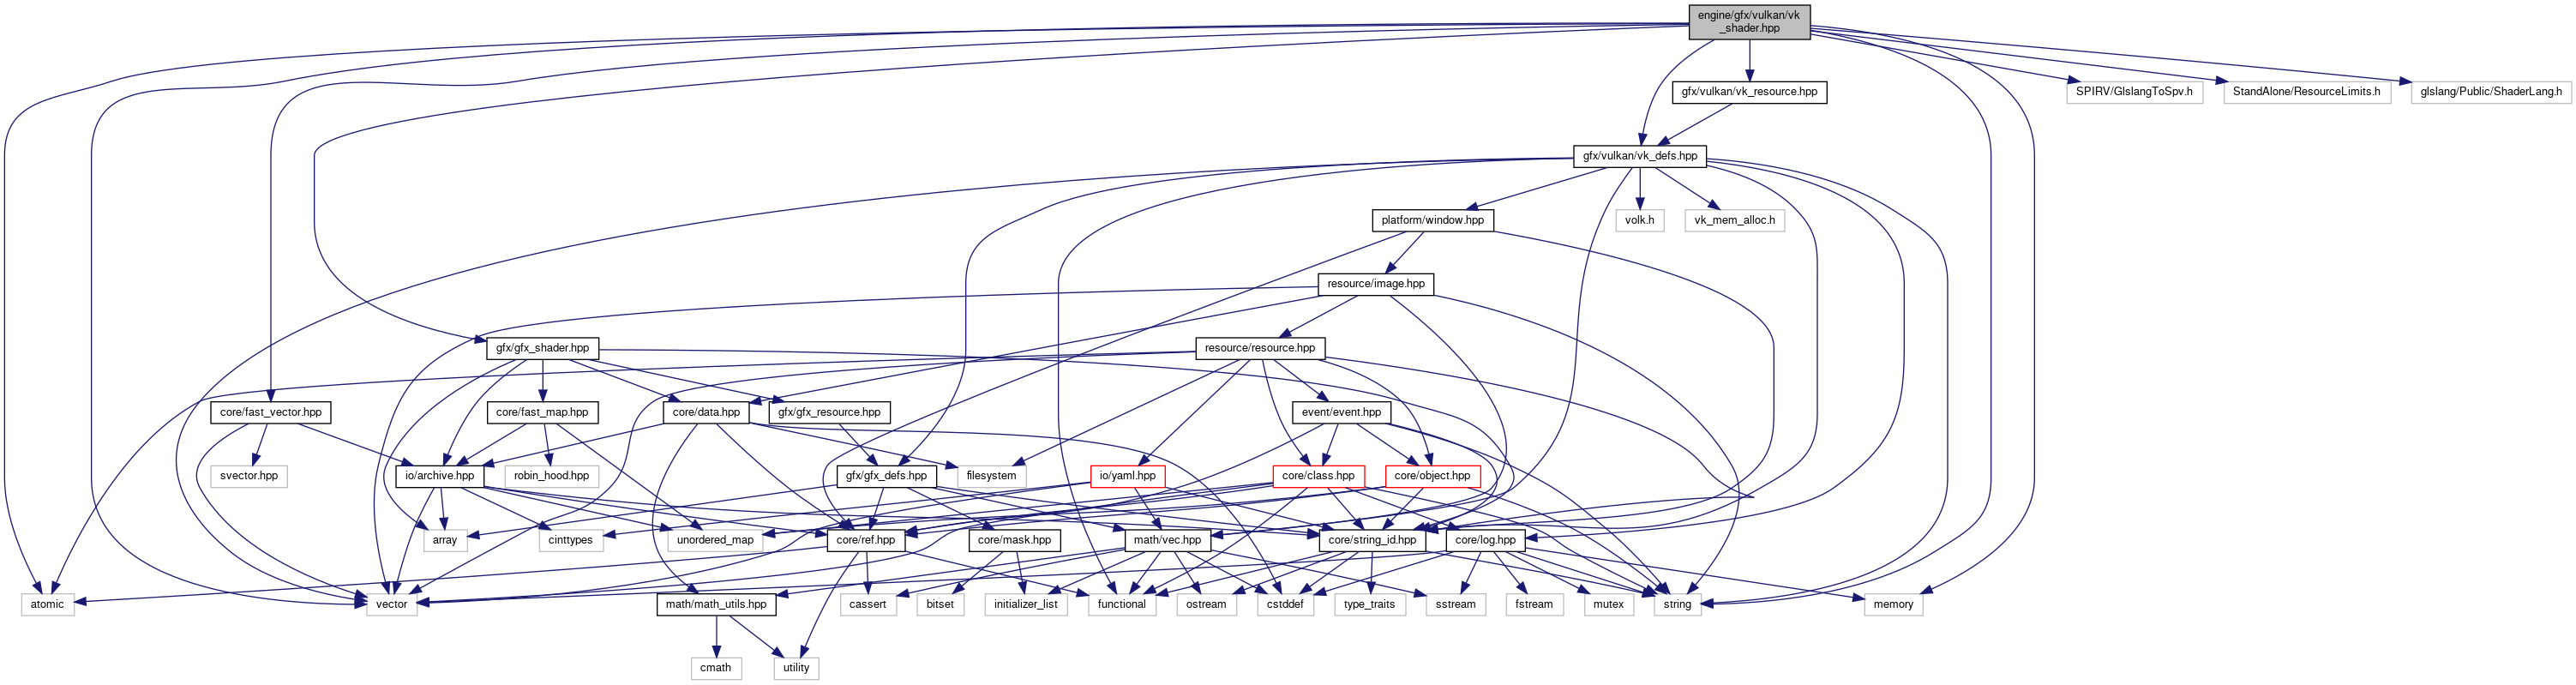 engine/gfx/vulkan/vk
_shader.hpp
gfx/vulkan/vk_resource.hpp
SPIRV/GlslangToSpv.h
StandAlone/ResourceLimits.h
glslang/Public/ShaderLang.h
gfx/vulkan/vk_defs.hpp
platform/window.hpp
volk.h
vk_mem_alloc.h
resource/image.hpp
gfx/gfx_shader.hpp
resource/resource.hpp
core/fast_vector.hpp
core/fast_map.hpp
core/data.hpp
gfx/gfx_resource.hpp
event/event.hpp
svector.hpp
io/archive.hpp
robin_hood.hpp
gfx/gfx_defs.hpp
filesystem
io/yaml.hpp
core/class.hpp
core/object.hpp
array
cinttypes
unordered_map
core/ref.hpp
core/mask.hpp
math/vec.hpp
core/string_id.hpp
core/log.hpp
atomic
vector
math/math_utils.hpp
cassert
bitset
initializer_list
functional
ostream
cstddef
type_traits
sstream
fstream
mutex
string
memory
cmath
utility